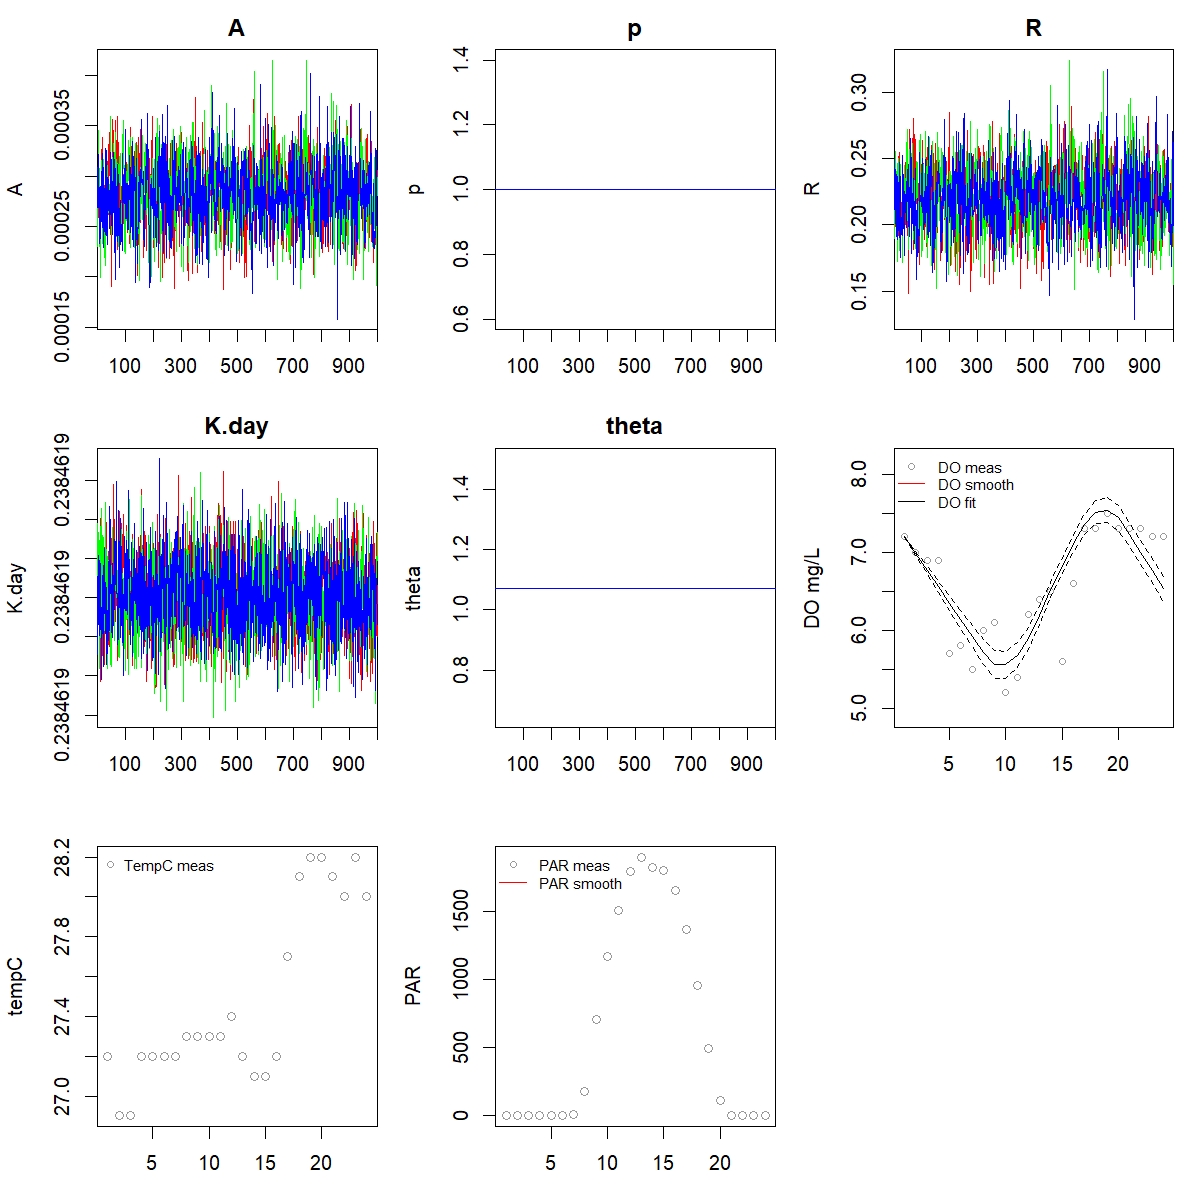 A
A
0.00015 0.00025 0.00035
100 300 500 700 900
p
p
0.6 0.8 1.0 1.2 1.4
100 300 500 700 900
R
R
0.15 0.20 0.25 0.30
100 300 500 700 900
K.day
K.day
0.2384619 0.2384619 0.2384619 0.2384619
100 300 500 700 900
theta
theta
0.8 1.0 1.2 1.4
100 300 500 700 900
DO meas
DO smooth
DO fit
DO mg/L
5.0 6.0 7.0 8.0
5 10 15 20
TempC meas
tempC
27.0 27.4 27.8 28.2
5 10 15 20
PAR meas
PAR smooth
PAR
0 500 1000 1500
5 10 15 20